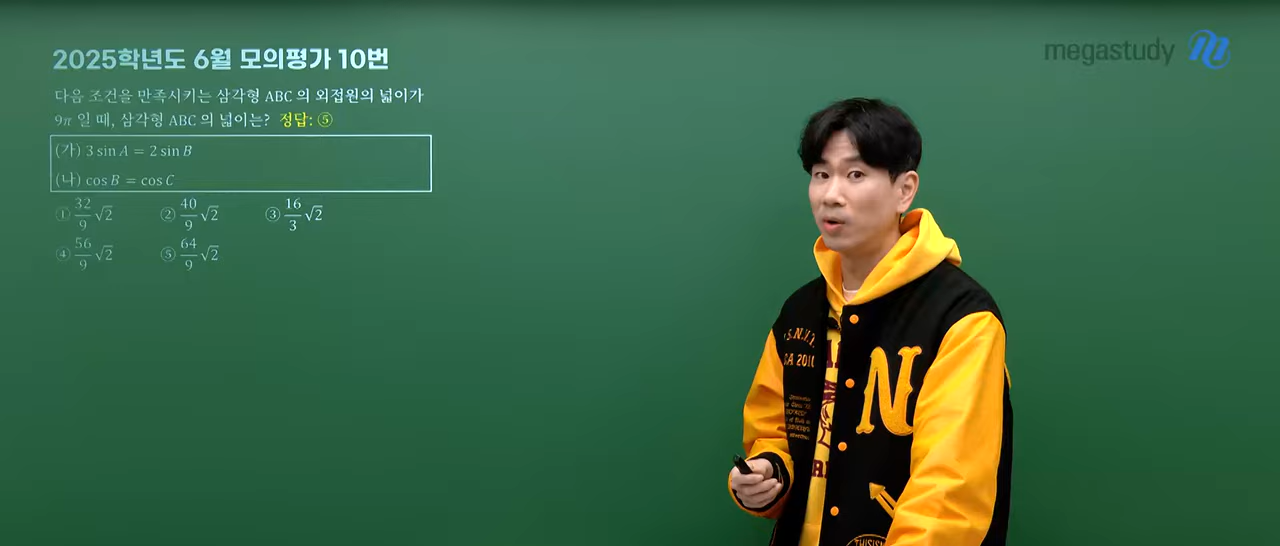 2025학년도 6월 모의평가 10번
megastudy
다음 조건을 만족시키는 삼각형 ABC 의 외접원의 넓이가
9π 일 때, 삼각형 ABC 의 넓이는? 정답: ⑤
(가) 3 sin A = 2 sin B
(나) cos B = cos C
① 32/9 √2 ② 40/9 √2 ③ 16/3 √2
④ 56/9 √2 ⑤ 64/9 √2
N